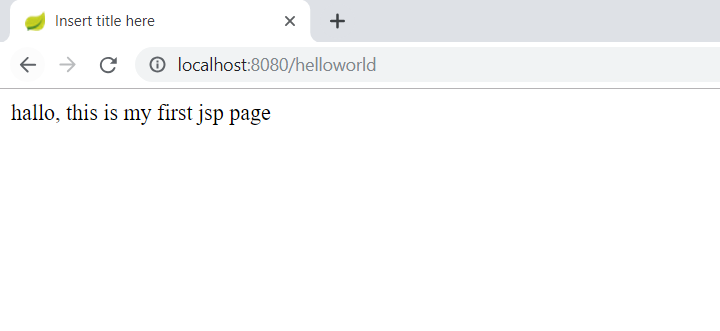 Insert title here
localhost:8080/helloworld
hallo, this is my first jsp page